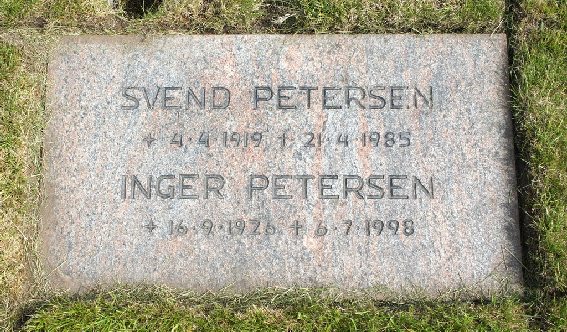 SVEND PETERSEN
+ 4·4·1919 + 21·4·1985
INGER PETERSEN
+ 16·9·1926 + 6·7·1998